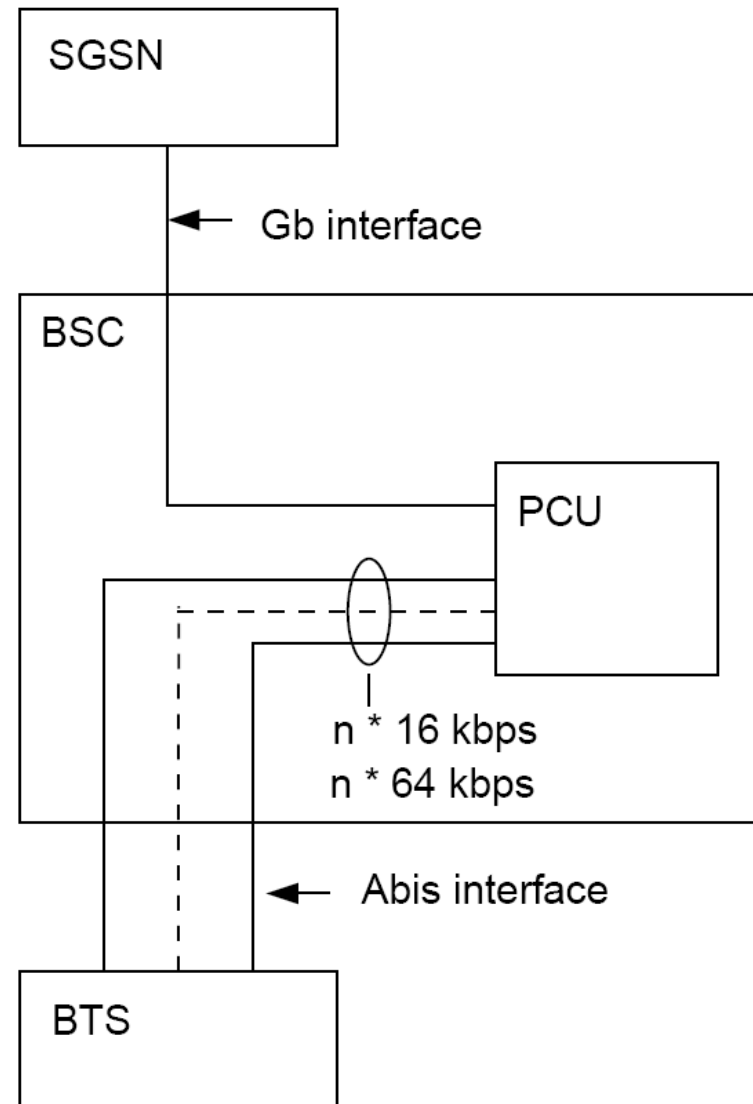 SGSN
Gb interface
BSC
PCU
n * 16 kbps
n * 64 kbps
Abis interface
BTS